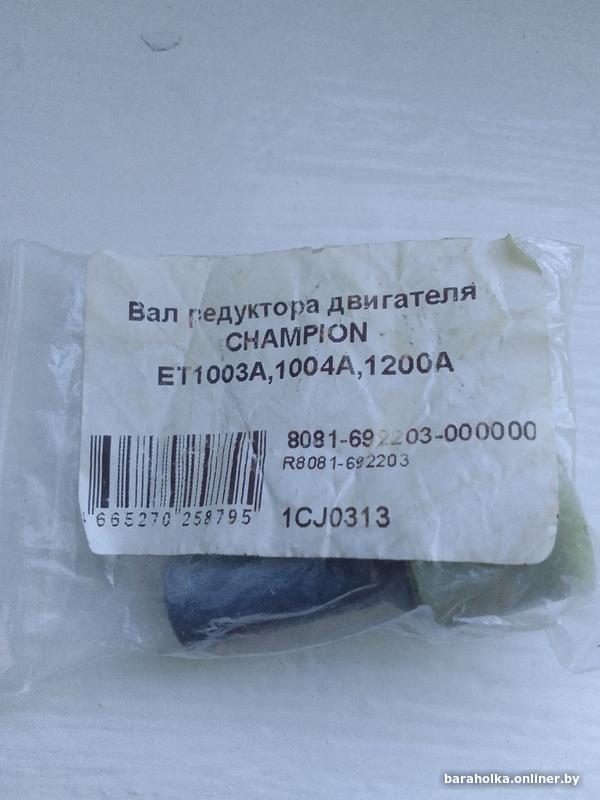 Вал редуктора двигателя
CHAMPION
ET1003A,1004A,1200A
8081-692203-000000
R8081-692203
4 665270 258795
1CJ0313
baraholka.onliner.by